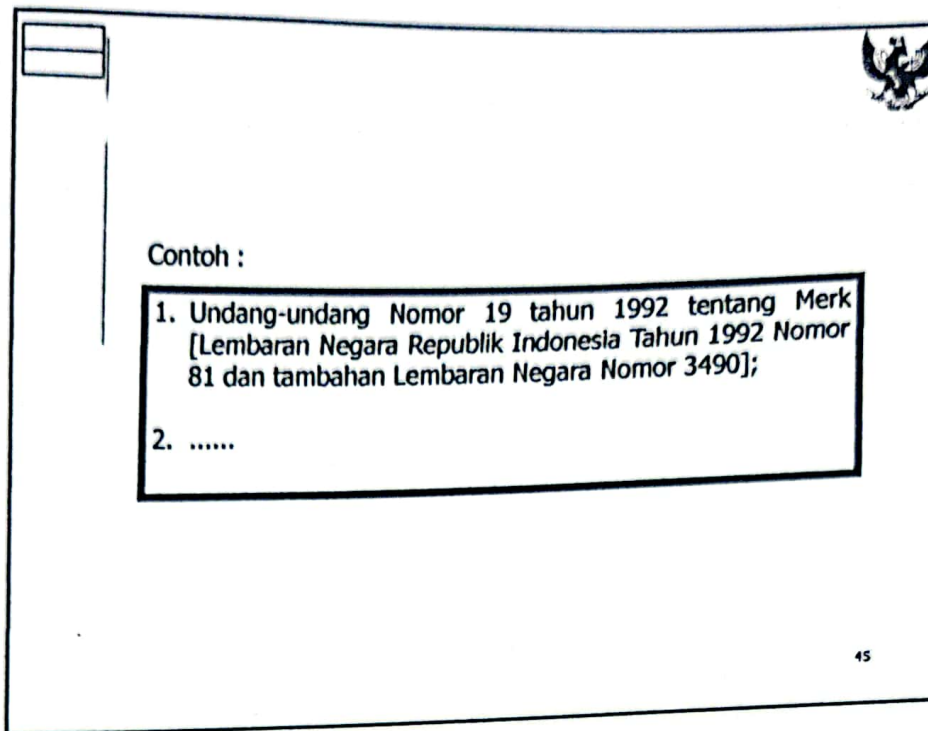 Contoh :
1. Undang-undang Nomor 19 tahun 1992 tentang Merk
[Lembaran Negara Republik Indonesia Tahun 1992 Nomor
81 dan tambahan Lembaran Negara Nomor 3490];
2. ......
45